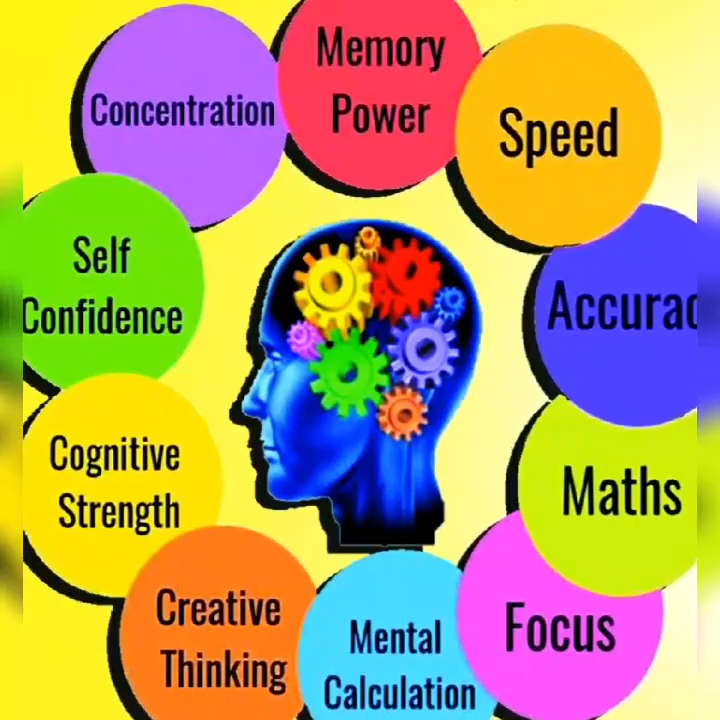 Memory
Power
Concentration
Speed
Self
Confidence
Accurac
Cognitive
Strength
Maths
Creative
Thinking
Mental
Calculation
Focus